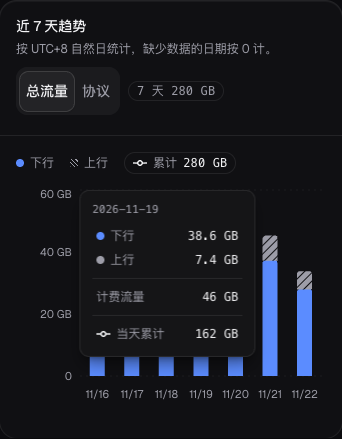 近 7 天趋势
按 UTC+8 自然日统计，缺少数据的日期按 0 计。
总流量 协议 7 天 280 GB
下行 上行 累计 280 GB
60 GB
2026-11-19
下行 38.6 GB
40 GB
上行 7.4 GB
计费流量 46 GB
20 GB
当天累计 162 GB
0
11/16 11/17 11/18 11/19 11/20 11/21 11/22